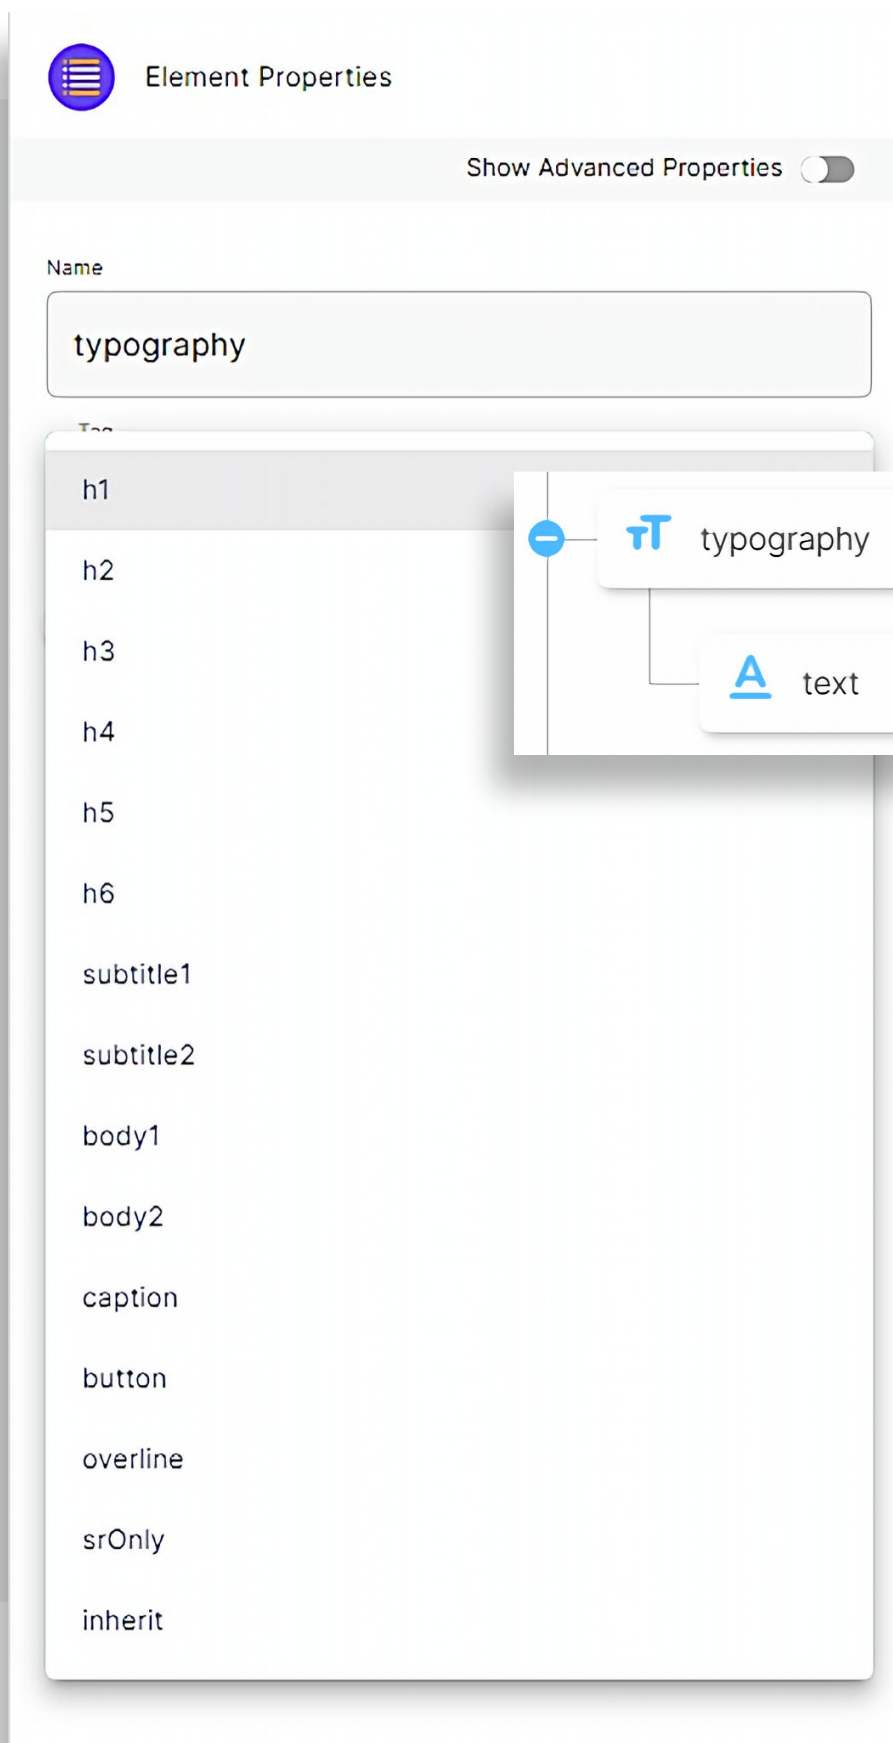 Element Properties
Show Advanced Properties
Name
typography
Tag
h1
h2
h3
h4
h5
h6
subtitle1
subtitle2
body1
body2
caption
button
overline
srOnly
inherit
typography
text